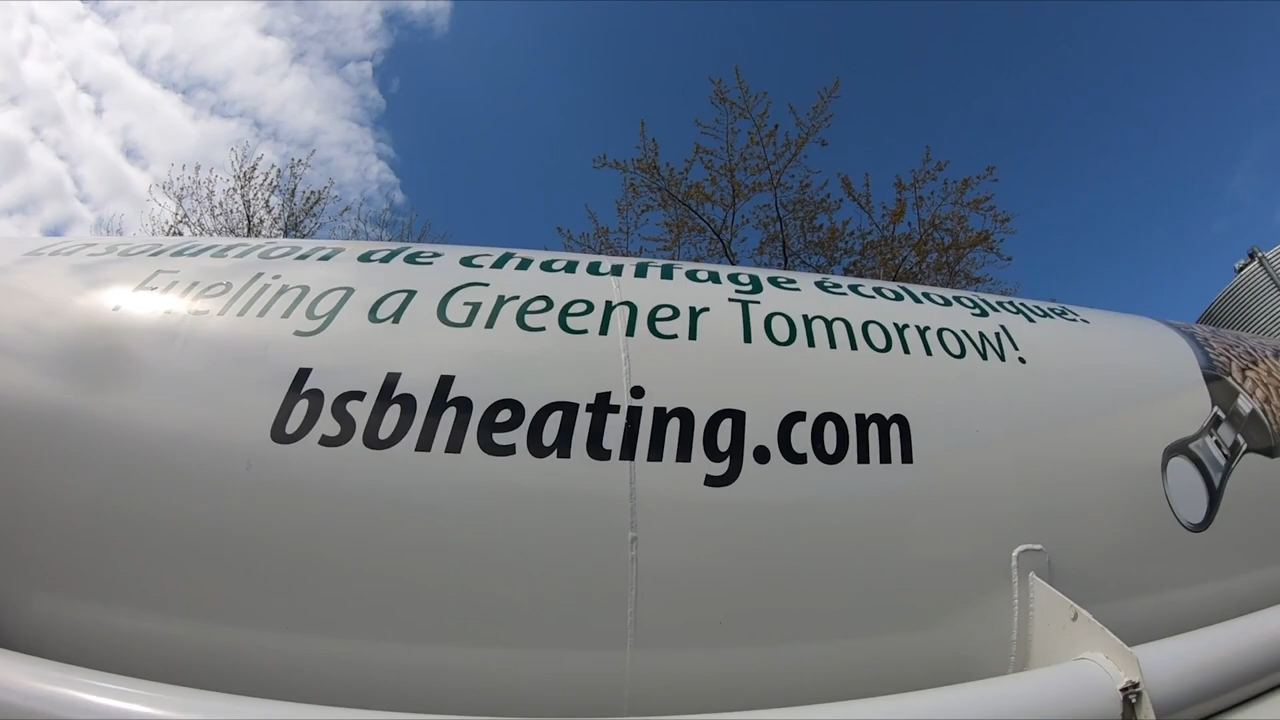 La solution de chauffage écologique!
Fueling a Greener Tomorrow!
bsbheating.com